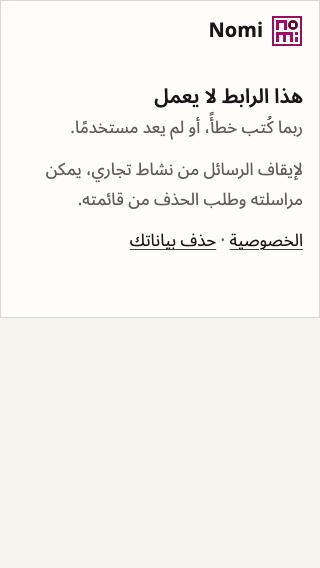 Nomi
هذا الرابط لا يعمل
ربما كُتب خطأً، أو لم يعد مستخدمًا.
لإيقاف الرسائل من نشاط تجاري، يمكن
مراسلته وطلب الحذف من قائمته.
الخصوصية · حذف بياناتك